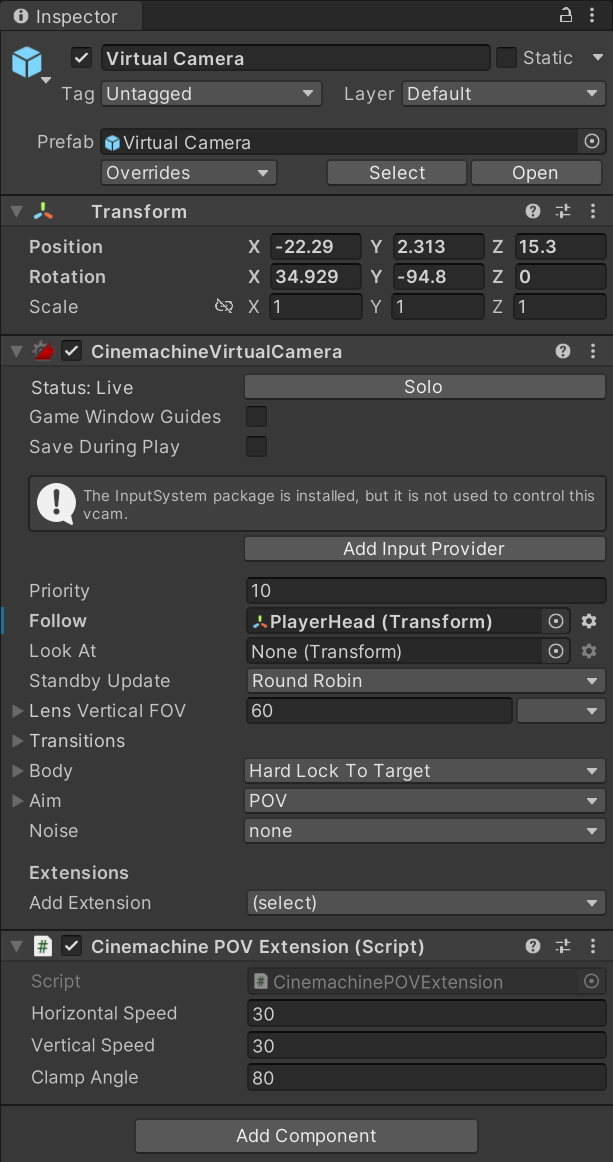 Inspector
Virtual Camera Static
Tag Untagged Layer Default
Prefab Virtual Camera
Overrides Select Open
Transform
Position X -22.29 Y 2.313 Z 15.3
Rotation X 34.929 Y -94.8 Z 0
Scale X 1 Y 1 Z 1
CinemachineVirtualCamera
Status: Live Solo
Game Window Guides
Save During Play
The InputSystem package is installed, but it is not used to control this
vcam.
Add Input Provider
Priority 10
Follow PlayerHead (Transform)
Look At None (Transform)
Standby Update Round Robin
Lens Vertical FOV 60
Transitions
Body Hard Lock To Target
Aim POV
Noise none
Extensions
Add Extension (select)
# Cinemachine POV Extension (Script)
Script # CinemachinePOVExtension
Horizontal Speed 30
Vertical Speed 30
Clamp Angle 80
Add Component